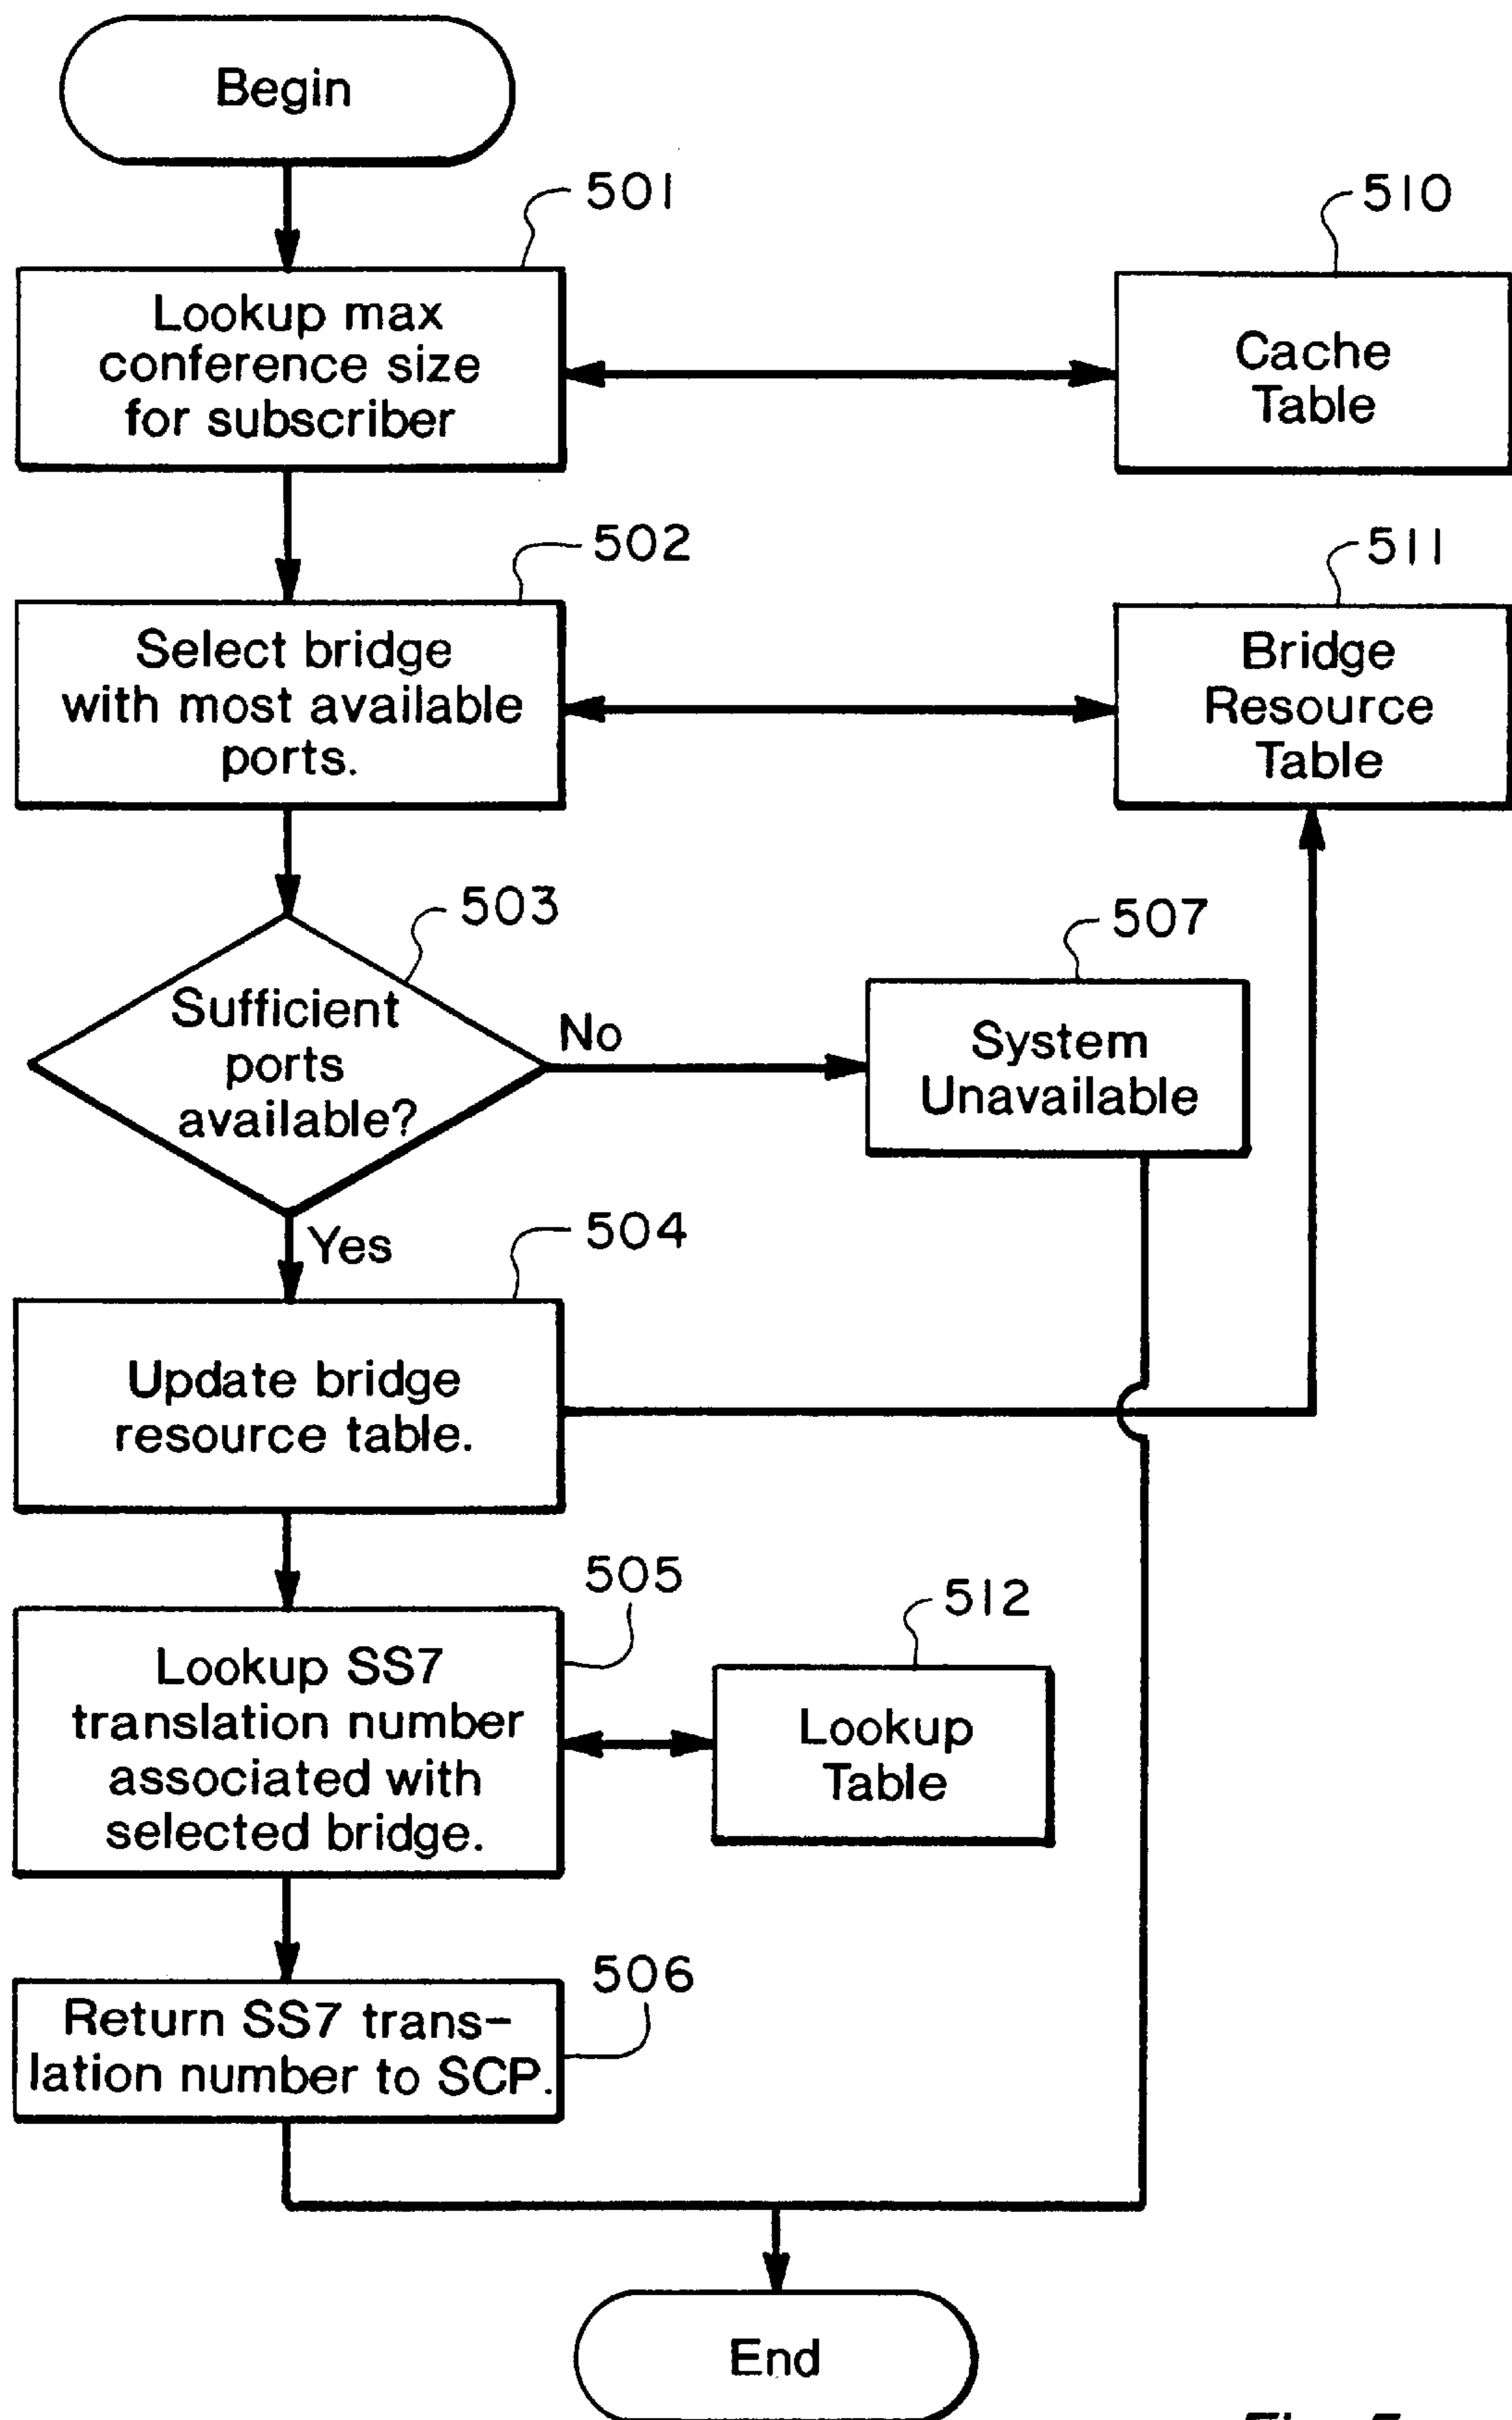 Begin
501
510
Lookup max
conference size
for subscriber
Cache
Table
502
511
Select bridge
with most available
ports.
Bridge
Resource
Table
503
507
Sufficient
ports
available?
No
System
Unavailable
Yes
504
Update bridge
resource table.
505
512
Lookup SS7
translation number
associated with
selected bridge.
Lookup
Table
506
Return SS7 trans-
lation number to SCP.
End